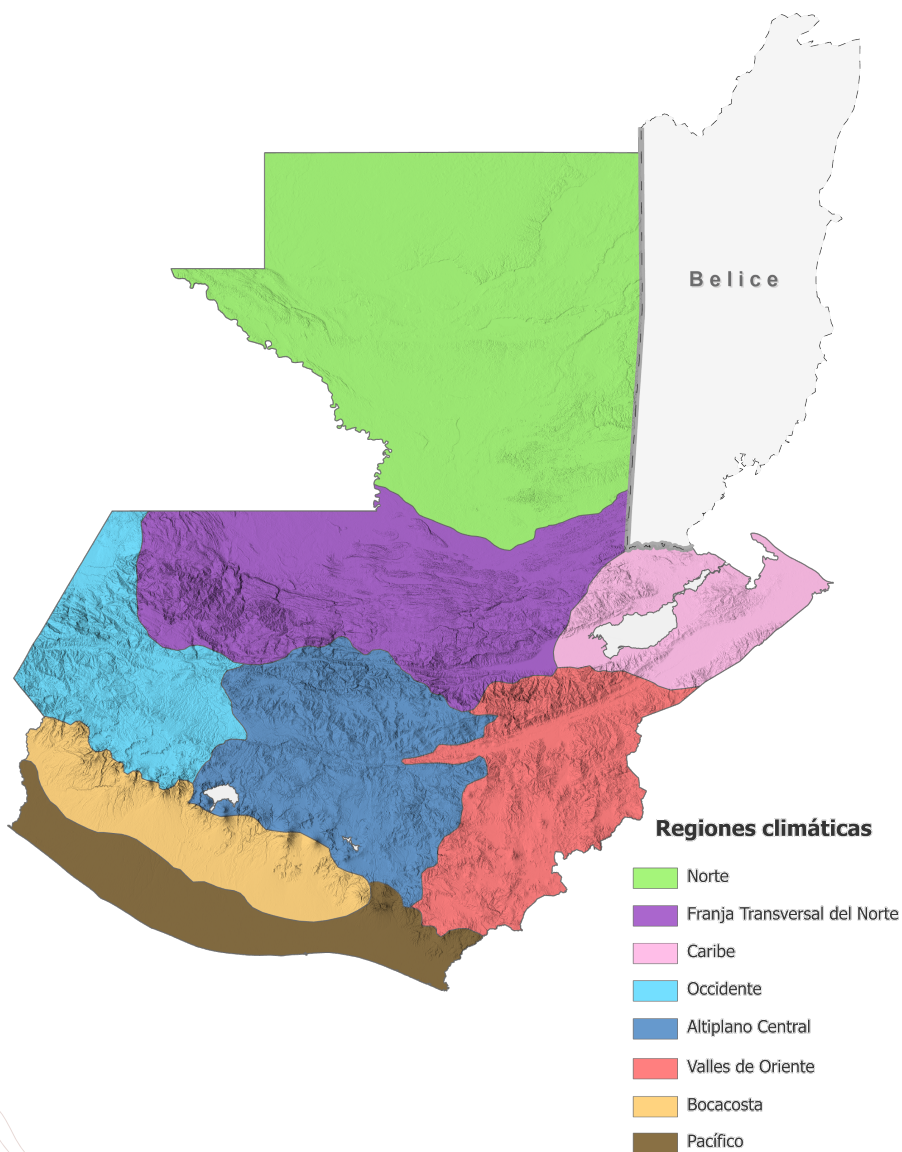 Belice
Regiones climáticas
Norte
Franja Transversal del Norte
Caribe
Occidente
Altiplano Central
Valles de Oriente
Bocacosta
Pacífico